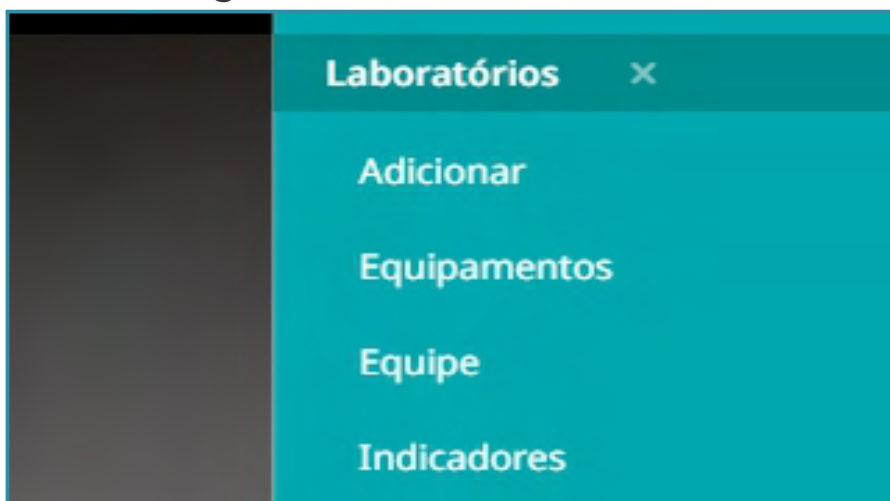 Laboratórios ×
Adicionar
Equipamentos
Equipe
Indicadores